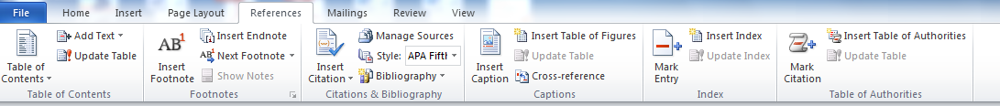 File Home Insert Page Layout References Mailings Review View
Table of Contents
Add Text
Update Table
Table of Contents
AB1
Insert Footnote
Insert Endnote
AB1 Next Footnote
Show Notes
Footnotes
Insert Citation
Manage Sources
Style: APA Fifth
Bibliography
Citations & Bibliography
Insert Caption
Insert Table of Figures
Update Table
Cross-reference
Captions
Mark Entry
Insert Index
Update Index
Index
Mark Citation
Insert Table of Authorities
Update Table
Table of Authorities